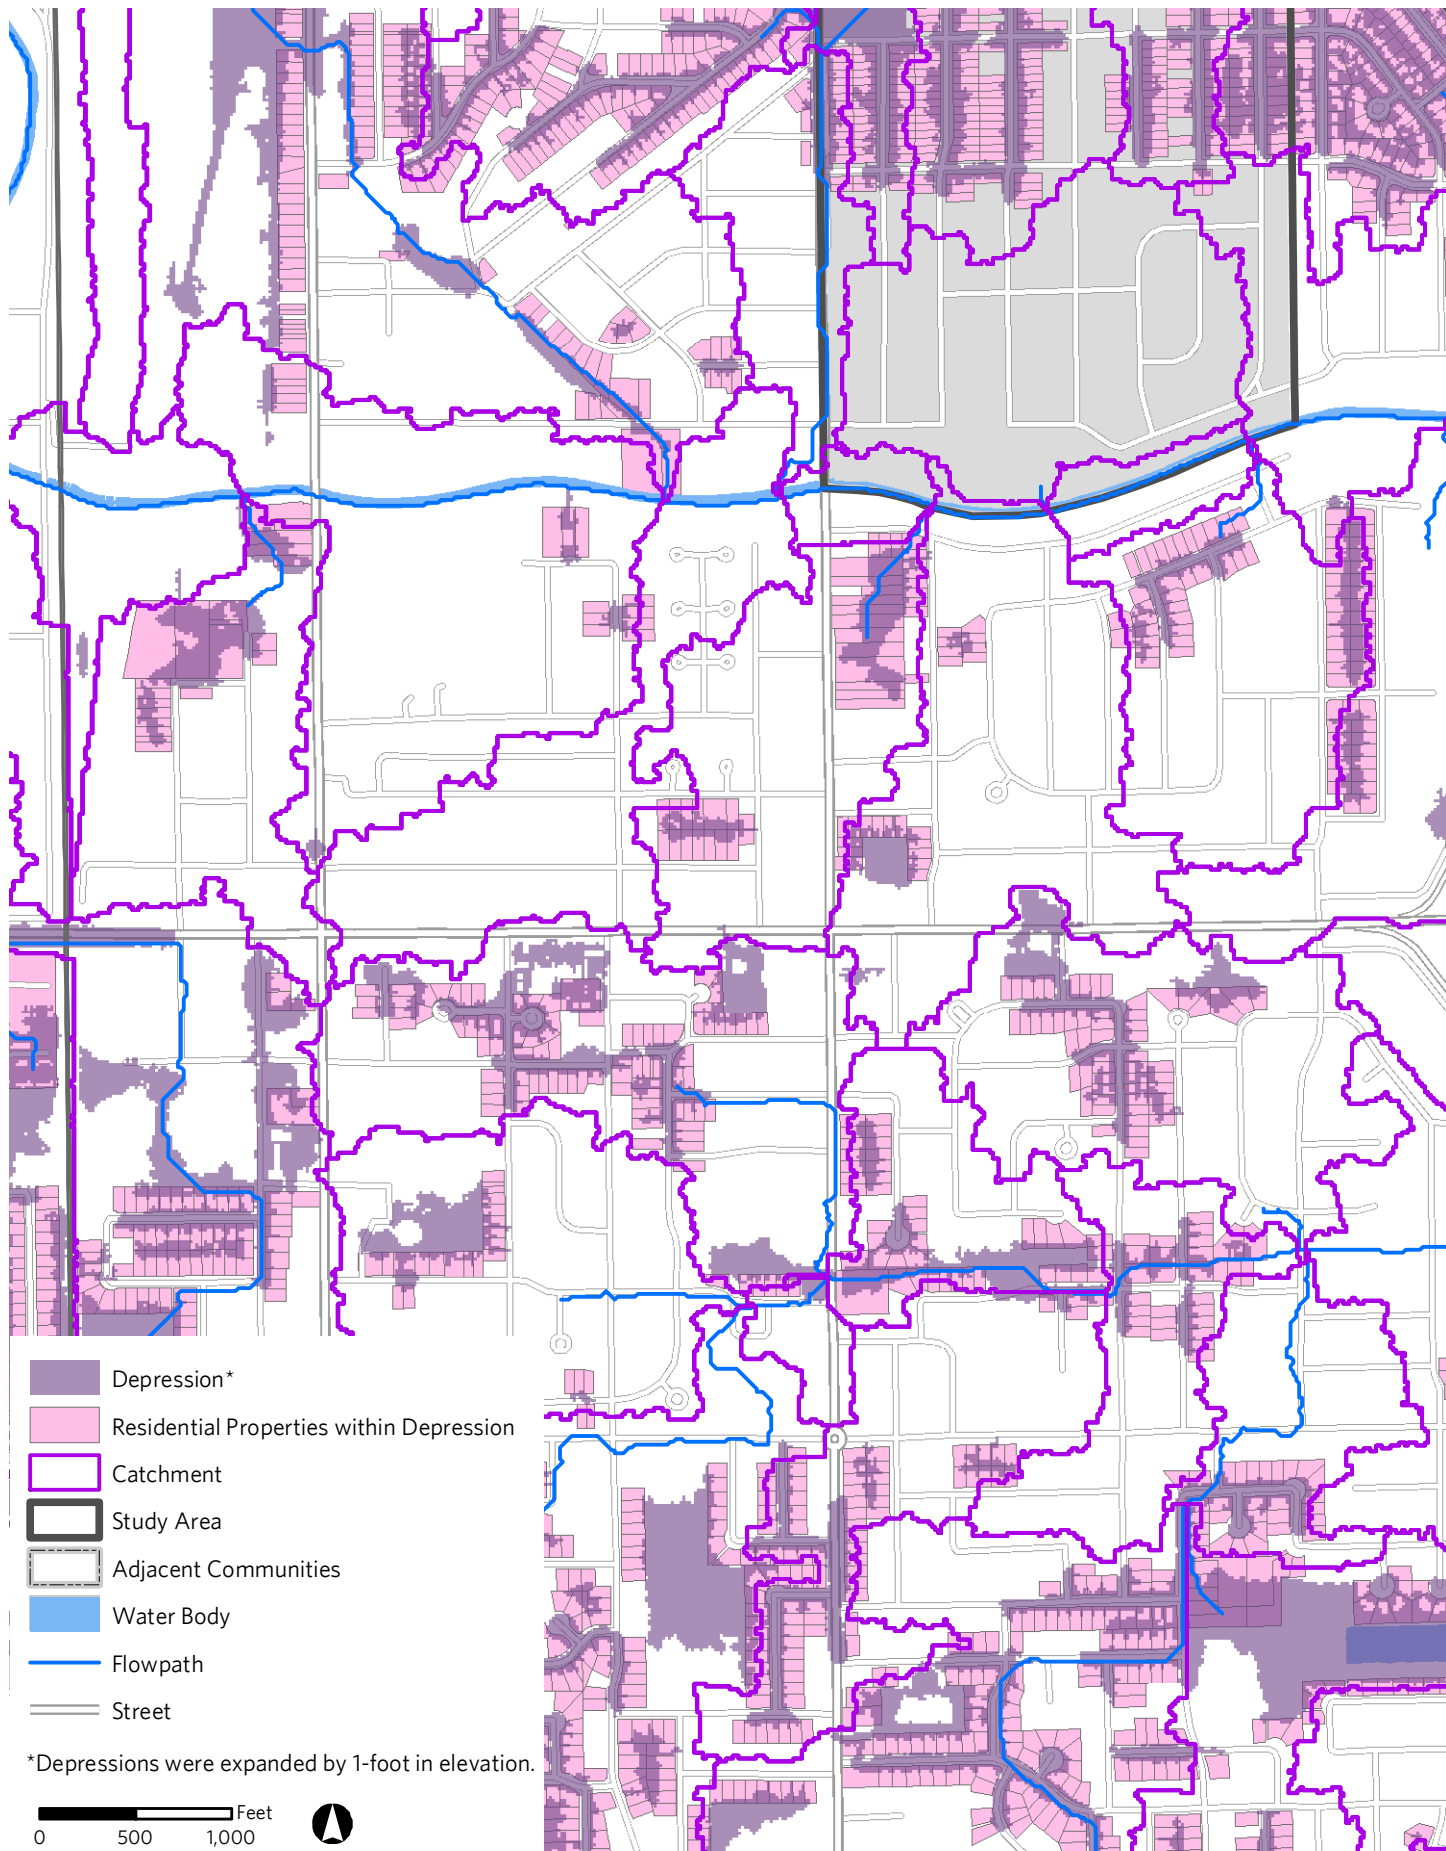 Depression*
Residential Properties within Depression
Catchment
Study Area
Adjacent Communities
Water Body
Flowpath
Street
*Depressions were expanded by 1-foot in elevation.
Feet
0 500 1,000